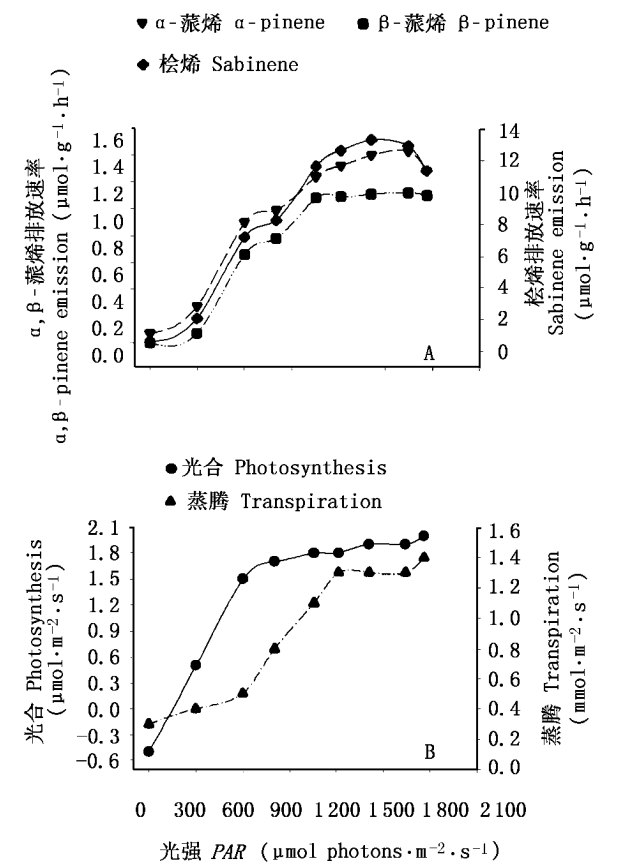 α-蒎烯 α-pinene β-蒎烯 β-pinene
桧烯 Sabinene
α,β-蒎烯排放速率
α,β-pinene emission (μmol·g⁻¹·h⁻¹)
1.6
1.4
1.2
1.0
0.8
0.6
0.4
0.2
0.0
14
12
10
8
6
4
2
0
桧烯排放速率
Sabinene emission
(μmol·g⁻¹·h⁻¹)
A
光合 Photosynthesis
蒸腾 Transpiration
光合 Photosynthesis
(μmol·m⁻²·s⁻¹)
2.1
1.8
1.5
1.2
0.9
0.6
0.3
0.0
-0.3
-0.6
1.6
1.4
1.2
1.0
0.8
0.6
0.4
0.2
0.0
蒸腾 Transpiration
(mmol·m⁻²·s⁻¹)
B
0 300 600 900 1 200 1 500 1 800 2 100
光强 PAR (μmol photons·m⁻²·s⁻¹)